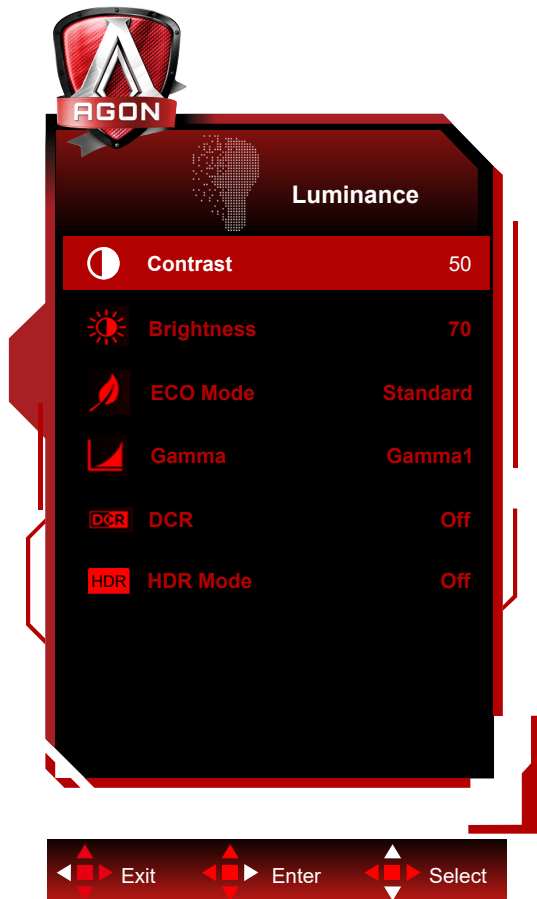 AGON
Luminance
Contrast 50
Brightness 70
ECO Mode Standard
Gamma Gamma1
DCR DCR Off
HDR HDR Mode Off
Exit Enter Select